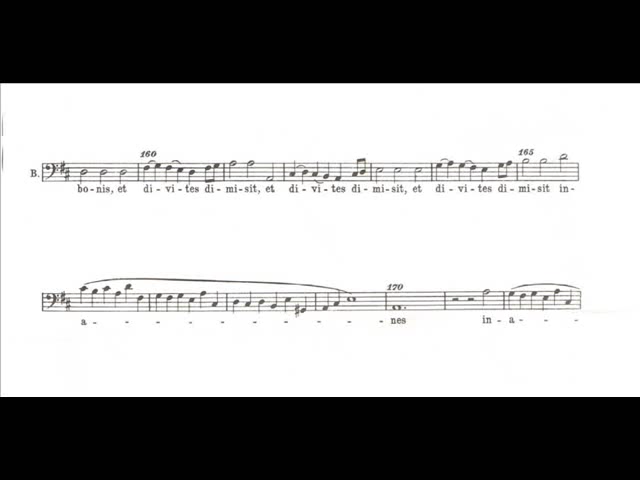 160
165
B.
bo-nis, et di-vi-tes di-mi-sit, et di-vi-tes di-mi-sit, et di-vi-tes di-mi-sit in-
170
a- - - - - - - nes in-a- - -